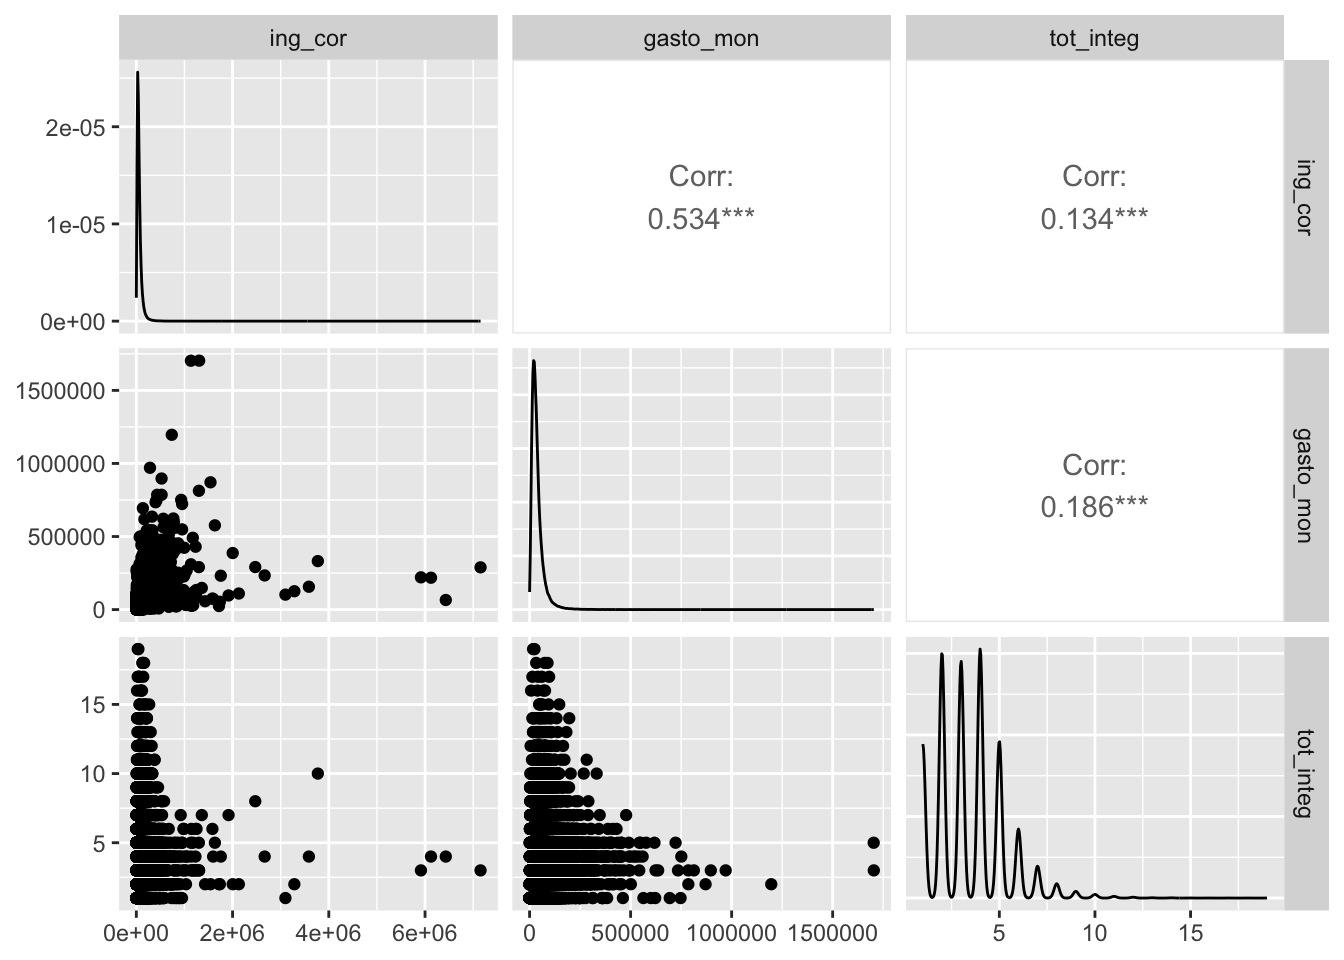 ing_cor
gasto_mon
tot_integ
2e-05
1e-05
0e+00
Corr:
0.534***
Corr:
0.134***
ing_cor
1500000
1000000
500000
0
Corr:
0.186***
gasto_mon
15
10
5
tot_integ
0e+00 2e+06 4e+06 6e+06
0 500000 1000000 1500000
5 10 15